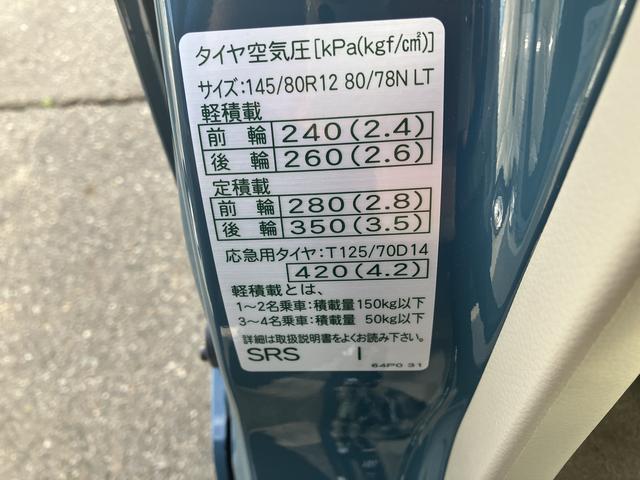 タイヤ空気圧[kPa(kgf/c㎡)]
サイズ:145/80R12 80/78N LT
軽積載
前輪 240(2.4)
後輪 260(2.6)
定積載
前輪 280(2.8)
後輪 350(3.5)
応急用タイヤ:T125/70D14
420(4.2)
軽積載とは、
1～2名乗車:積載量150kg以下
3～4名乗車:積載量 50kg以下
詳細は取扱説明書をよくお読み下さい。
SRS I
64P0 31